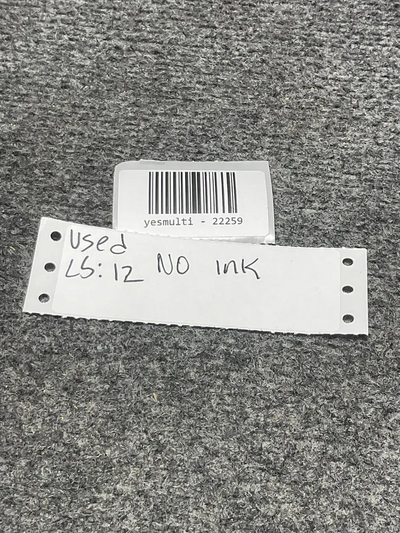 yesmulti - 22259
Used
LS: 12 NO ink